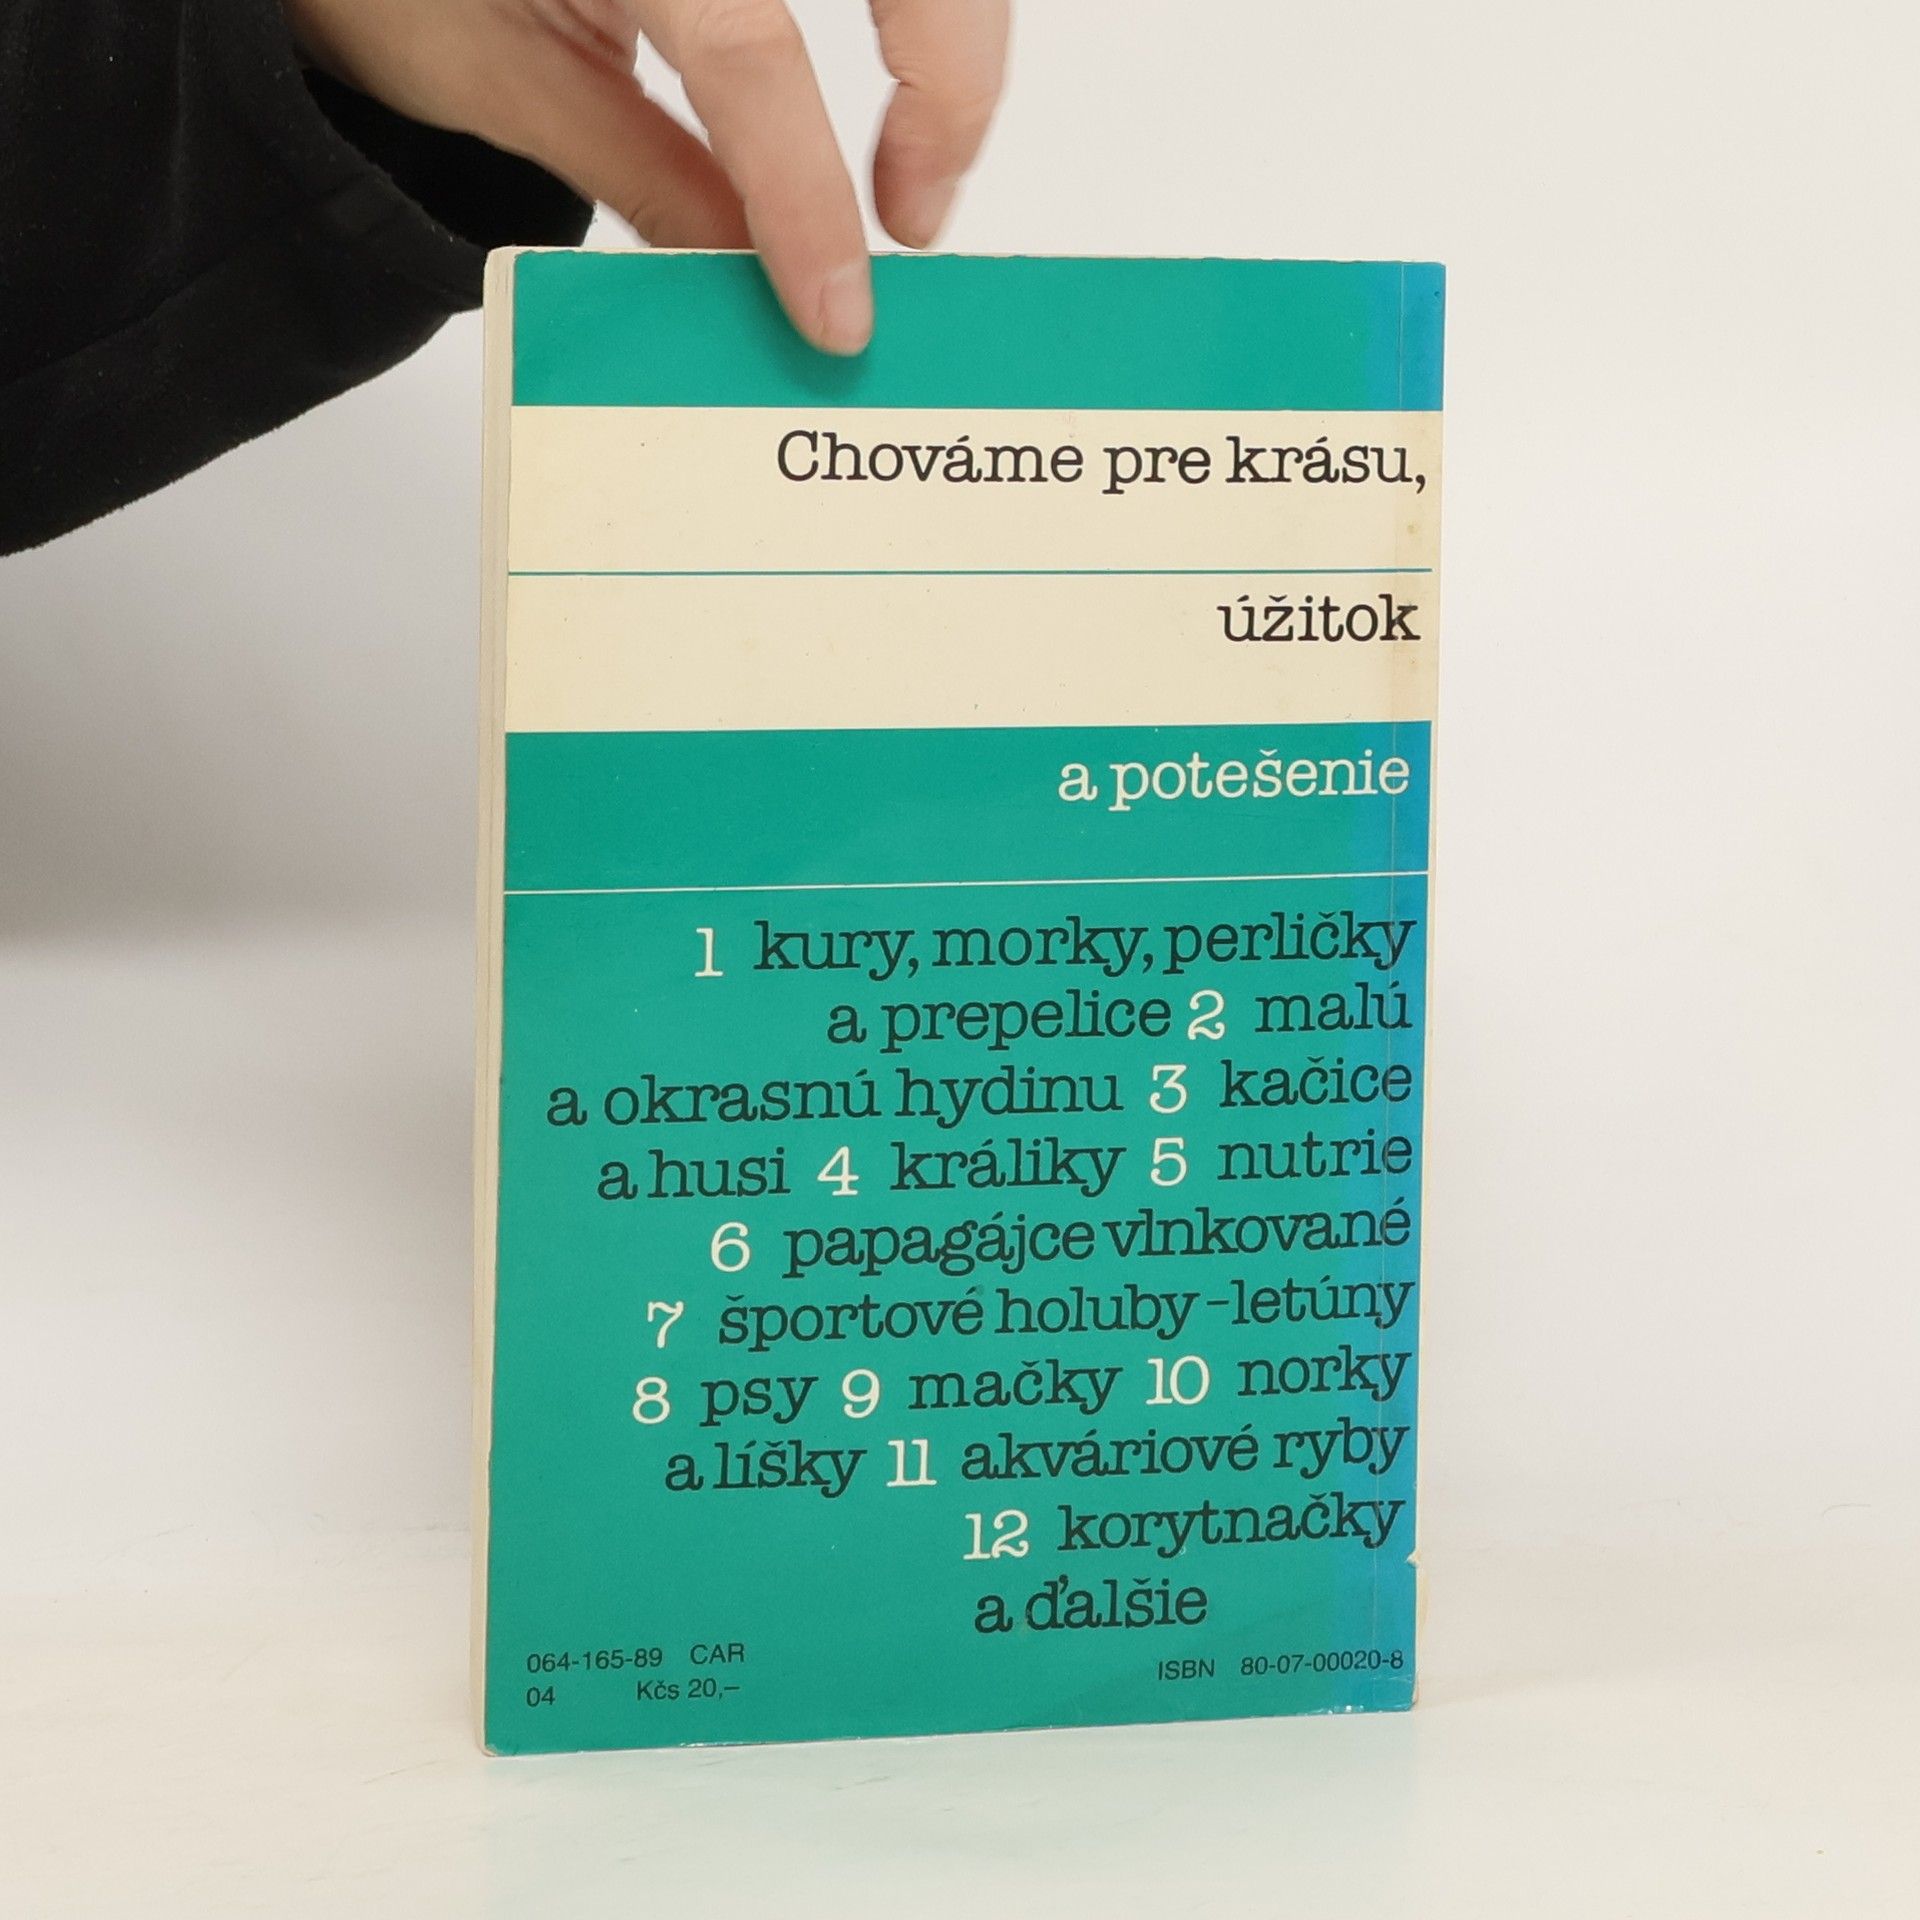 Chováme pre krásu,
úžitok
a potešenie
1 kury, morky, perličky
a prepelice 2 malú
a okrasnú hydinu 3 kačice
a husi 4 králiky 5 nutrie
6 papagájce vlnkované
7 športové holuby-letúny
8 psy 9 mačky 10 norky
a líšky 11 akváriové ryby
12 korytnačky
a ďalšie
064-165-89 CAR
04 Kčs 20,–
ISBN 80-07-00020-8